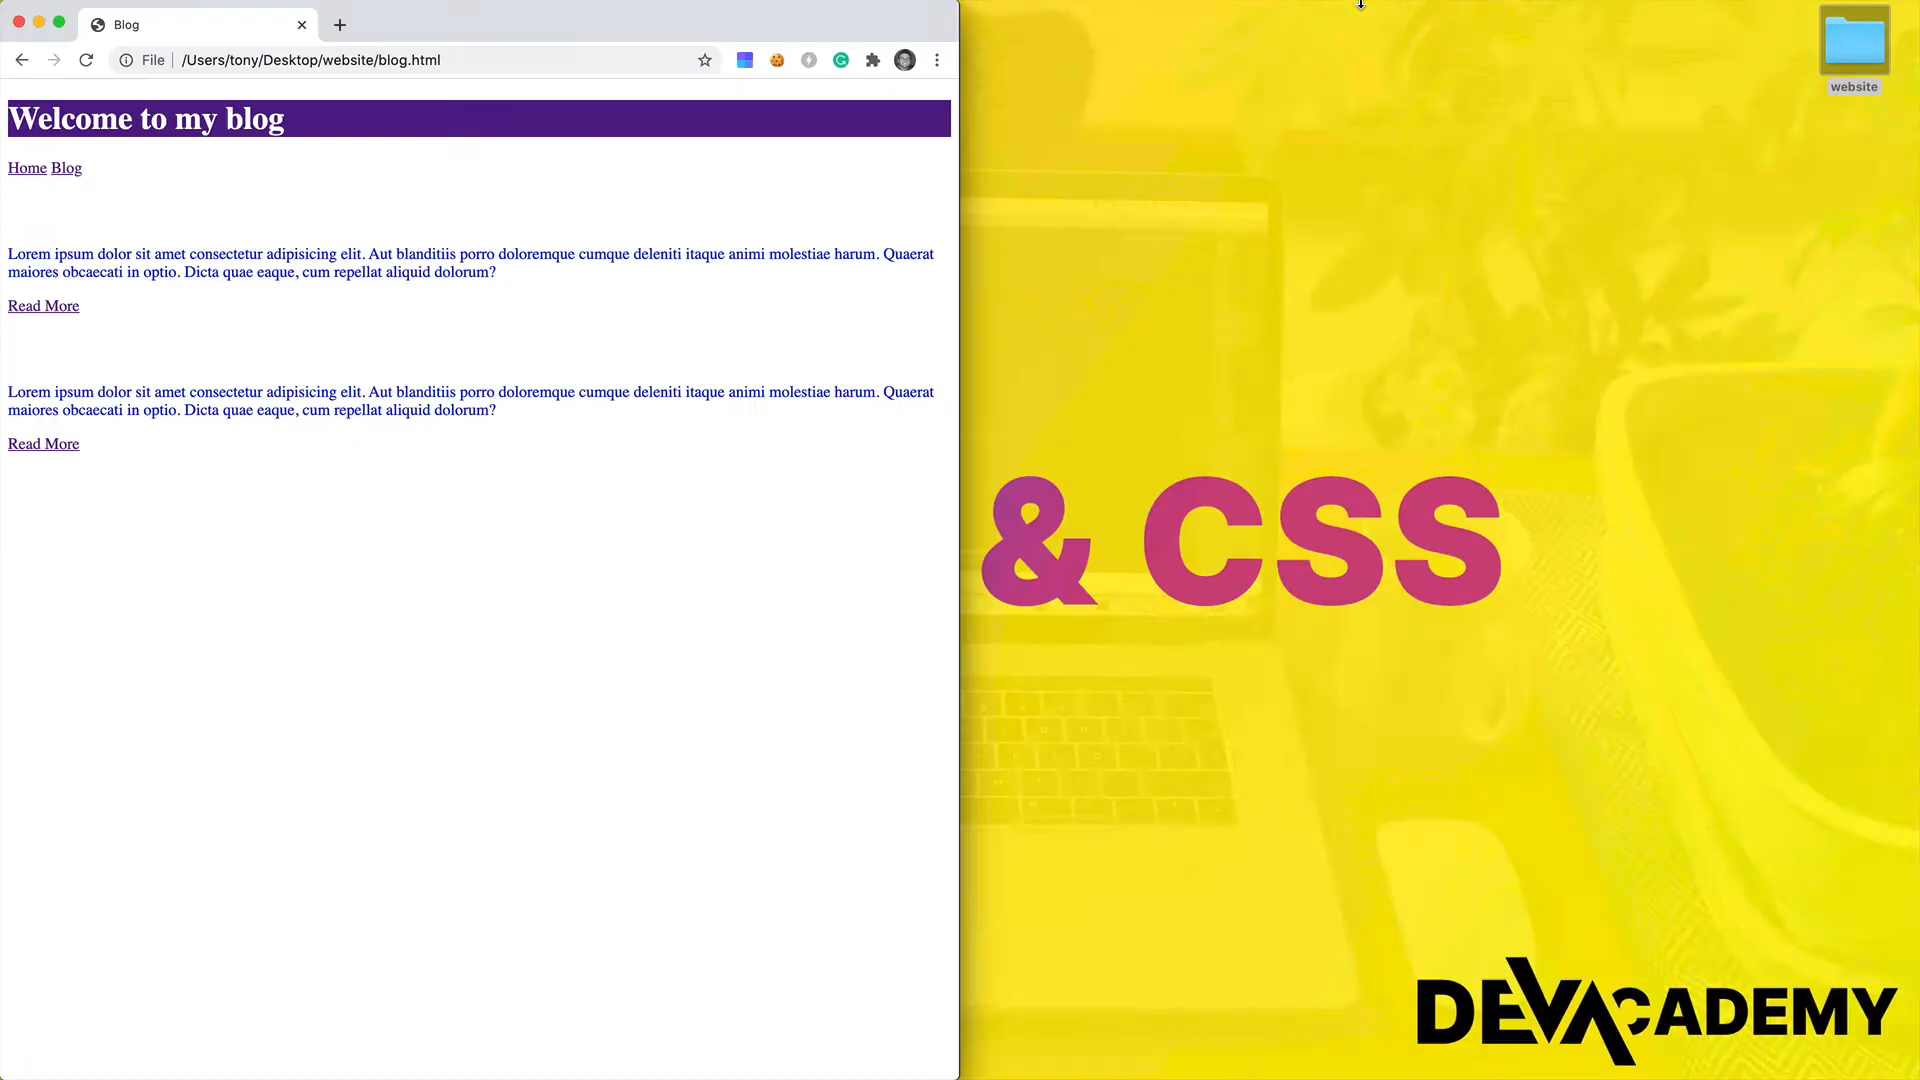 Blog
File
/Users/tony/Desktop/website/blog.html
Welcome to my blog
Home Blog
Lorem ipsum dolor sit amet consectetur adipisicing elit. Aut blanditiis porro doloremque cumque deleniti itaque animi molestiae harum. Quaerat
maiores obcaecati in optio. Dicta quae eaque, cum repellat aliquid dolorum?
Read More
Lorem ipsum dolor sit amet consectetur adipisicing elit. Aut blanditiis porro doloremque cumque deleniti itaque animi molestiae harum. Quaerat
maiores obcaecati in optio. Dicta quae eaque, cum repellat aliquid dolorum?
Read More
website
& CSS
DEVACADEMY